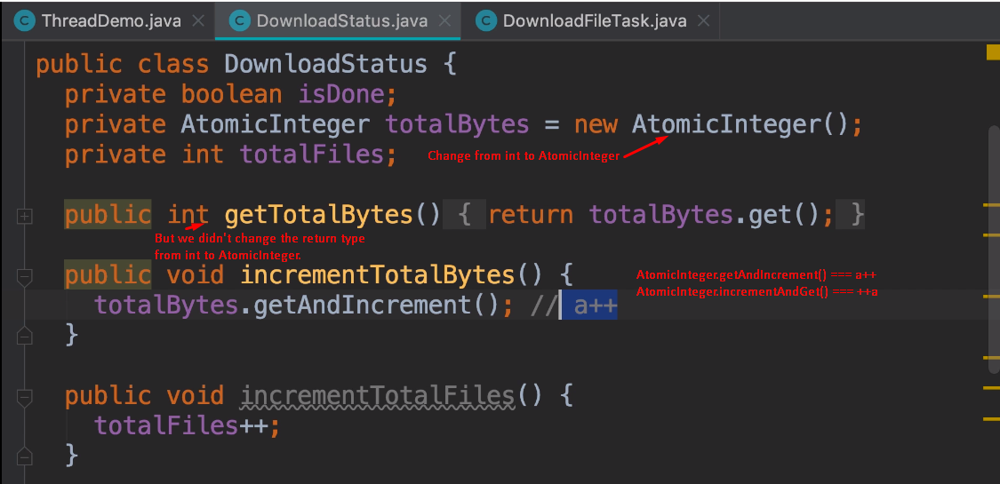 C ThreadDemo.java × C DownloadStatus.java × C DownloadFileTask.java ×
public class DownloadStatus {
private boolean isDone;
private AtomicInteger totalBytes = new AtomicInteger();
private int totalFiles;
Change from int to AtomicInteger
public int getTotalBytes() { return totalBytes.get(); }
But we didn't change the return type
from int to AtomicInteger.
public void incrementTotalBytes() {
AtomicInteger.getAndIncrement() === a++
AtomicInteger.incrementAndGet() === ++a
totalBytes.getAndIncrement(); // a++
}
public void incrementTotalFiles() {
totalFiles++;
}